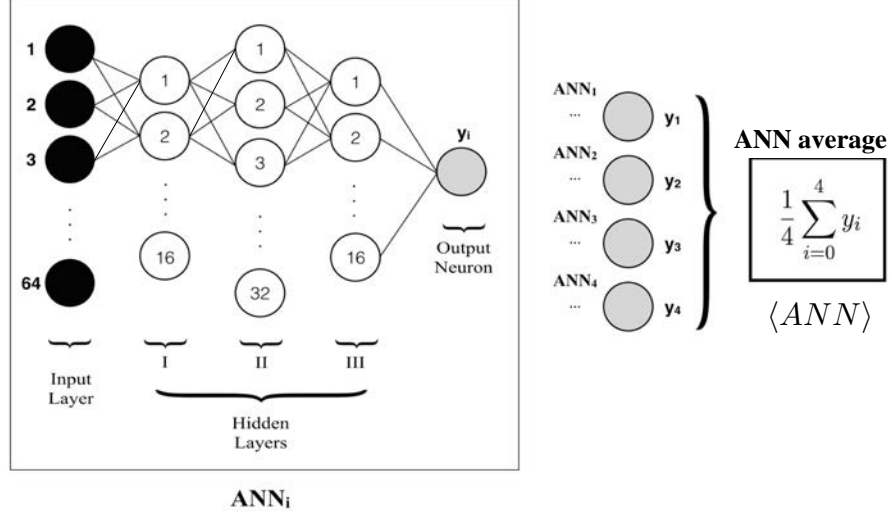 1
2
3
64
1
2
16
1
2
3
32
1
2
16
yᵢ
Output
Neuron
Input
Layer
I
II
III
Hidden
Layers
ANNᵢ
ANN₁
...
y₁
ANN₂
...
y₂
ANN₃
...
y₃
ANN₄
...
y₄
ANN average
1/4 ∑_{i=0}^{4} yᵢ
⟨ANN⟩